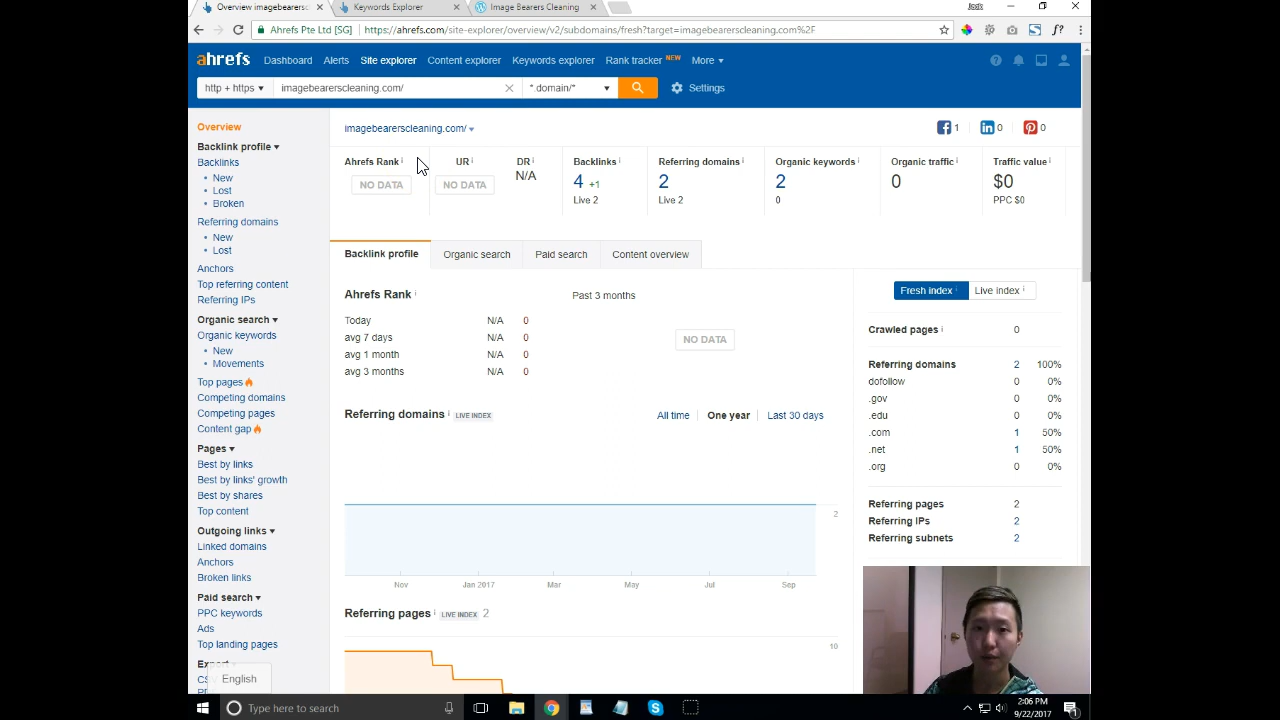 Overview imagebearersc
Keywords Explorer
Image Bearers Cleaning
Ahrefs Pte Ltd [SG]
https://ahrefs.com/site-explorer/overview/v2/subdomains/fresh?target=imagebearerscleaning.com%2F
ahrefs
Dashboard
Alerts
Site explorer
Content explorer
Keywords explorer
Rank tracker NEW
More
http + https
imagebearerscleaning.com/
*.domain/*
Settings
Overview
Backlink profile
Backlinks
New
Lost
Broken
Referring domains
New
Lost
Anchors
Top referring content
Referring IPs
Organic search
Organic keywords
New
Movements
Top pages
Competing domains
Competing pages
Content gap
Pages
Best by links
Best by links' growth
Best by shares
Top content
Outgoing links
Linked domains
Anchors
Broken links
Paid search
PPC keywords
Ads
Top landing pages
English
imagebearerscleaning.com/
1
0
0
Ahrefs Rank
NO DATA
UR
NO DATA
DR
N/A
Backlinks
4 +1
Live 2
Referring domains
2
Live 2
Organic keywords
2
0
Organic traffic
0
Traffic value
$0
PPC $0
Backlink profile
Organic search
Paid search
Content overview
Ahrefs Rank
Past 3 months
Today N/A 0
avg 7 days N/A 0
avg 1 month N/A 0
avg 3 months N/A 0
NO DATA
Referring domains LIVE INDEX
All time
One year
Last 30 days
2
Nov Jan 2017 Mar May Jul Sep
Referring pages LIVE INDEX 2
10
Fresh index
Live index
Crawled pages 0
Referring domains 2 100%
dofollow 0 0%
.gov 0 0%
.edu 0 0%
.com 1 50%
.net 1 50%
.org 0 0%
Referring pages 2
Referring IPs 2
Referring subnets 2
Type here to search
2:06 PM
9/22/2017